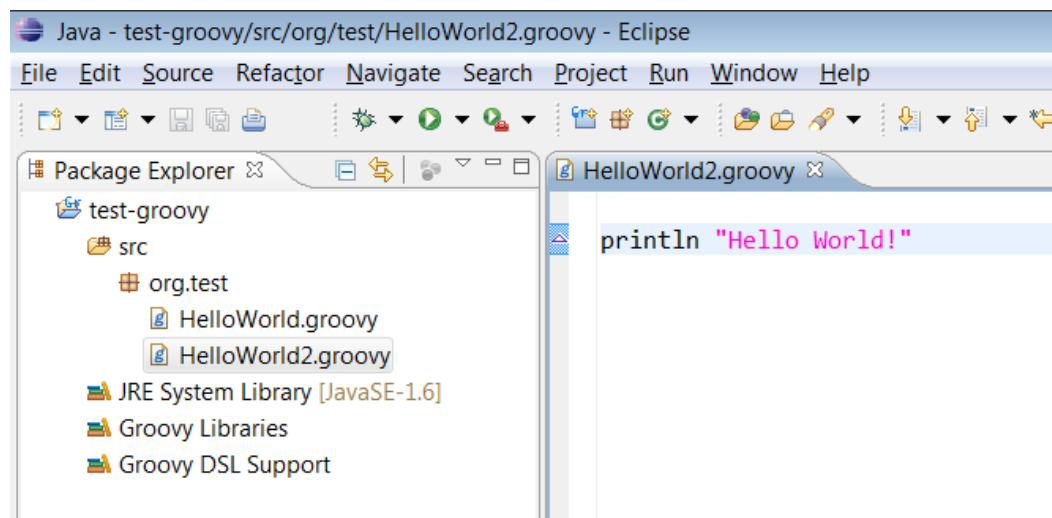 Java - test-groovy/src/org/test/HelloWorld2.groovy - Eclipse
File Edit Source Refactor Navigate Search Project Run Window Help
Package Explorer
HelloWorld2.groovy
test-groovy
src
org.test
HelloWorld.groovy
HelloWorld2.groovy
JRE System Library [JavaSE-1.6]
Groovy Libraries
Groovy DSL Support
println "Hello World!"